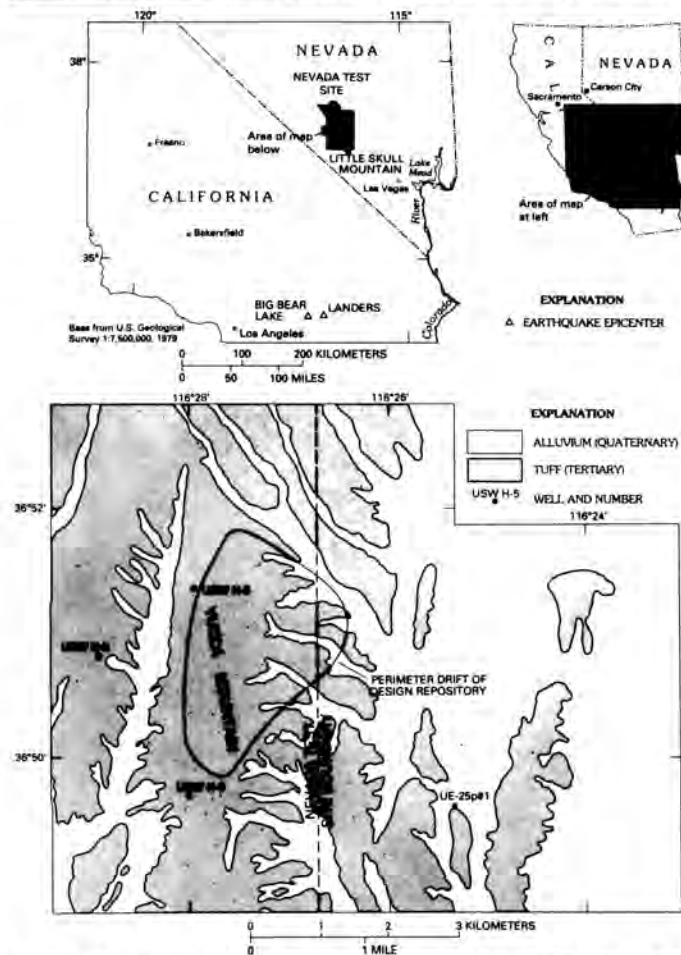 120°
115°
38°
NEVADA
NEVADA TEST
SITE
Area of map
below
LITTLE SKULL
MOUNTAIN
Lake
Mead
Las Vegas
River
Fresno
CALIFORNIA
Bakersfield
35°
BIG BEAR
LAKE
LANDERS
Colorado
Base from U.S. Geological
Survey 1:7,500,000, 1979
Los Angeles
0 100 200 KILOMETERS
0 50 100 MILES
CAL
NEVADA
Carson City
Sacramento
Area of map
at left
EXPLANATION
EARTHQUAKE EPICENTER
116°28'
116°26'
EXPLANATION
ALLUVIUM (QUATERNARY)
TUFF (TERTIARY)
USW H-5
WELL AND NUMBER
36°52'
116°24'
YUCCA MOUNTAIN
PERIMETER DRIFT OF
DESIGN REPOSITORY
36°50'
UE-25p#1
0 1 2 3 KILOMETERS
0 1 MILE